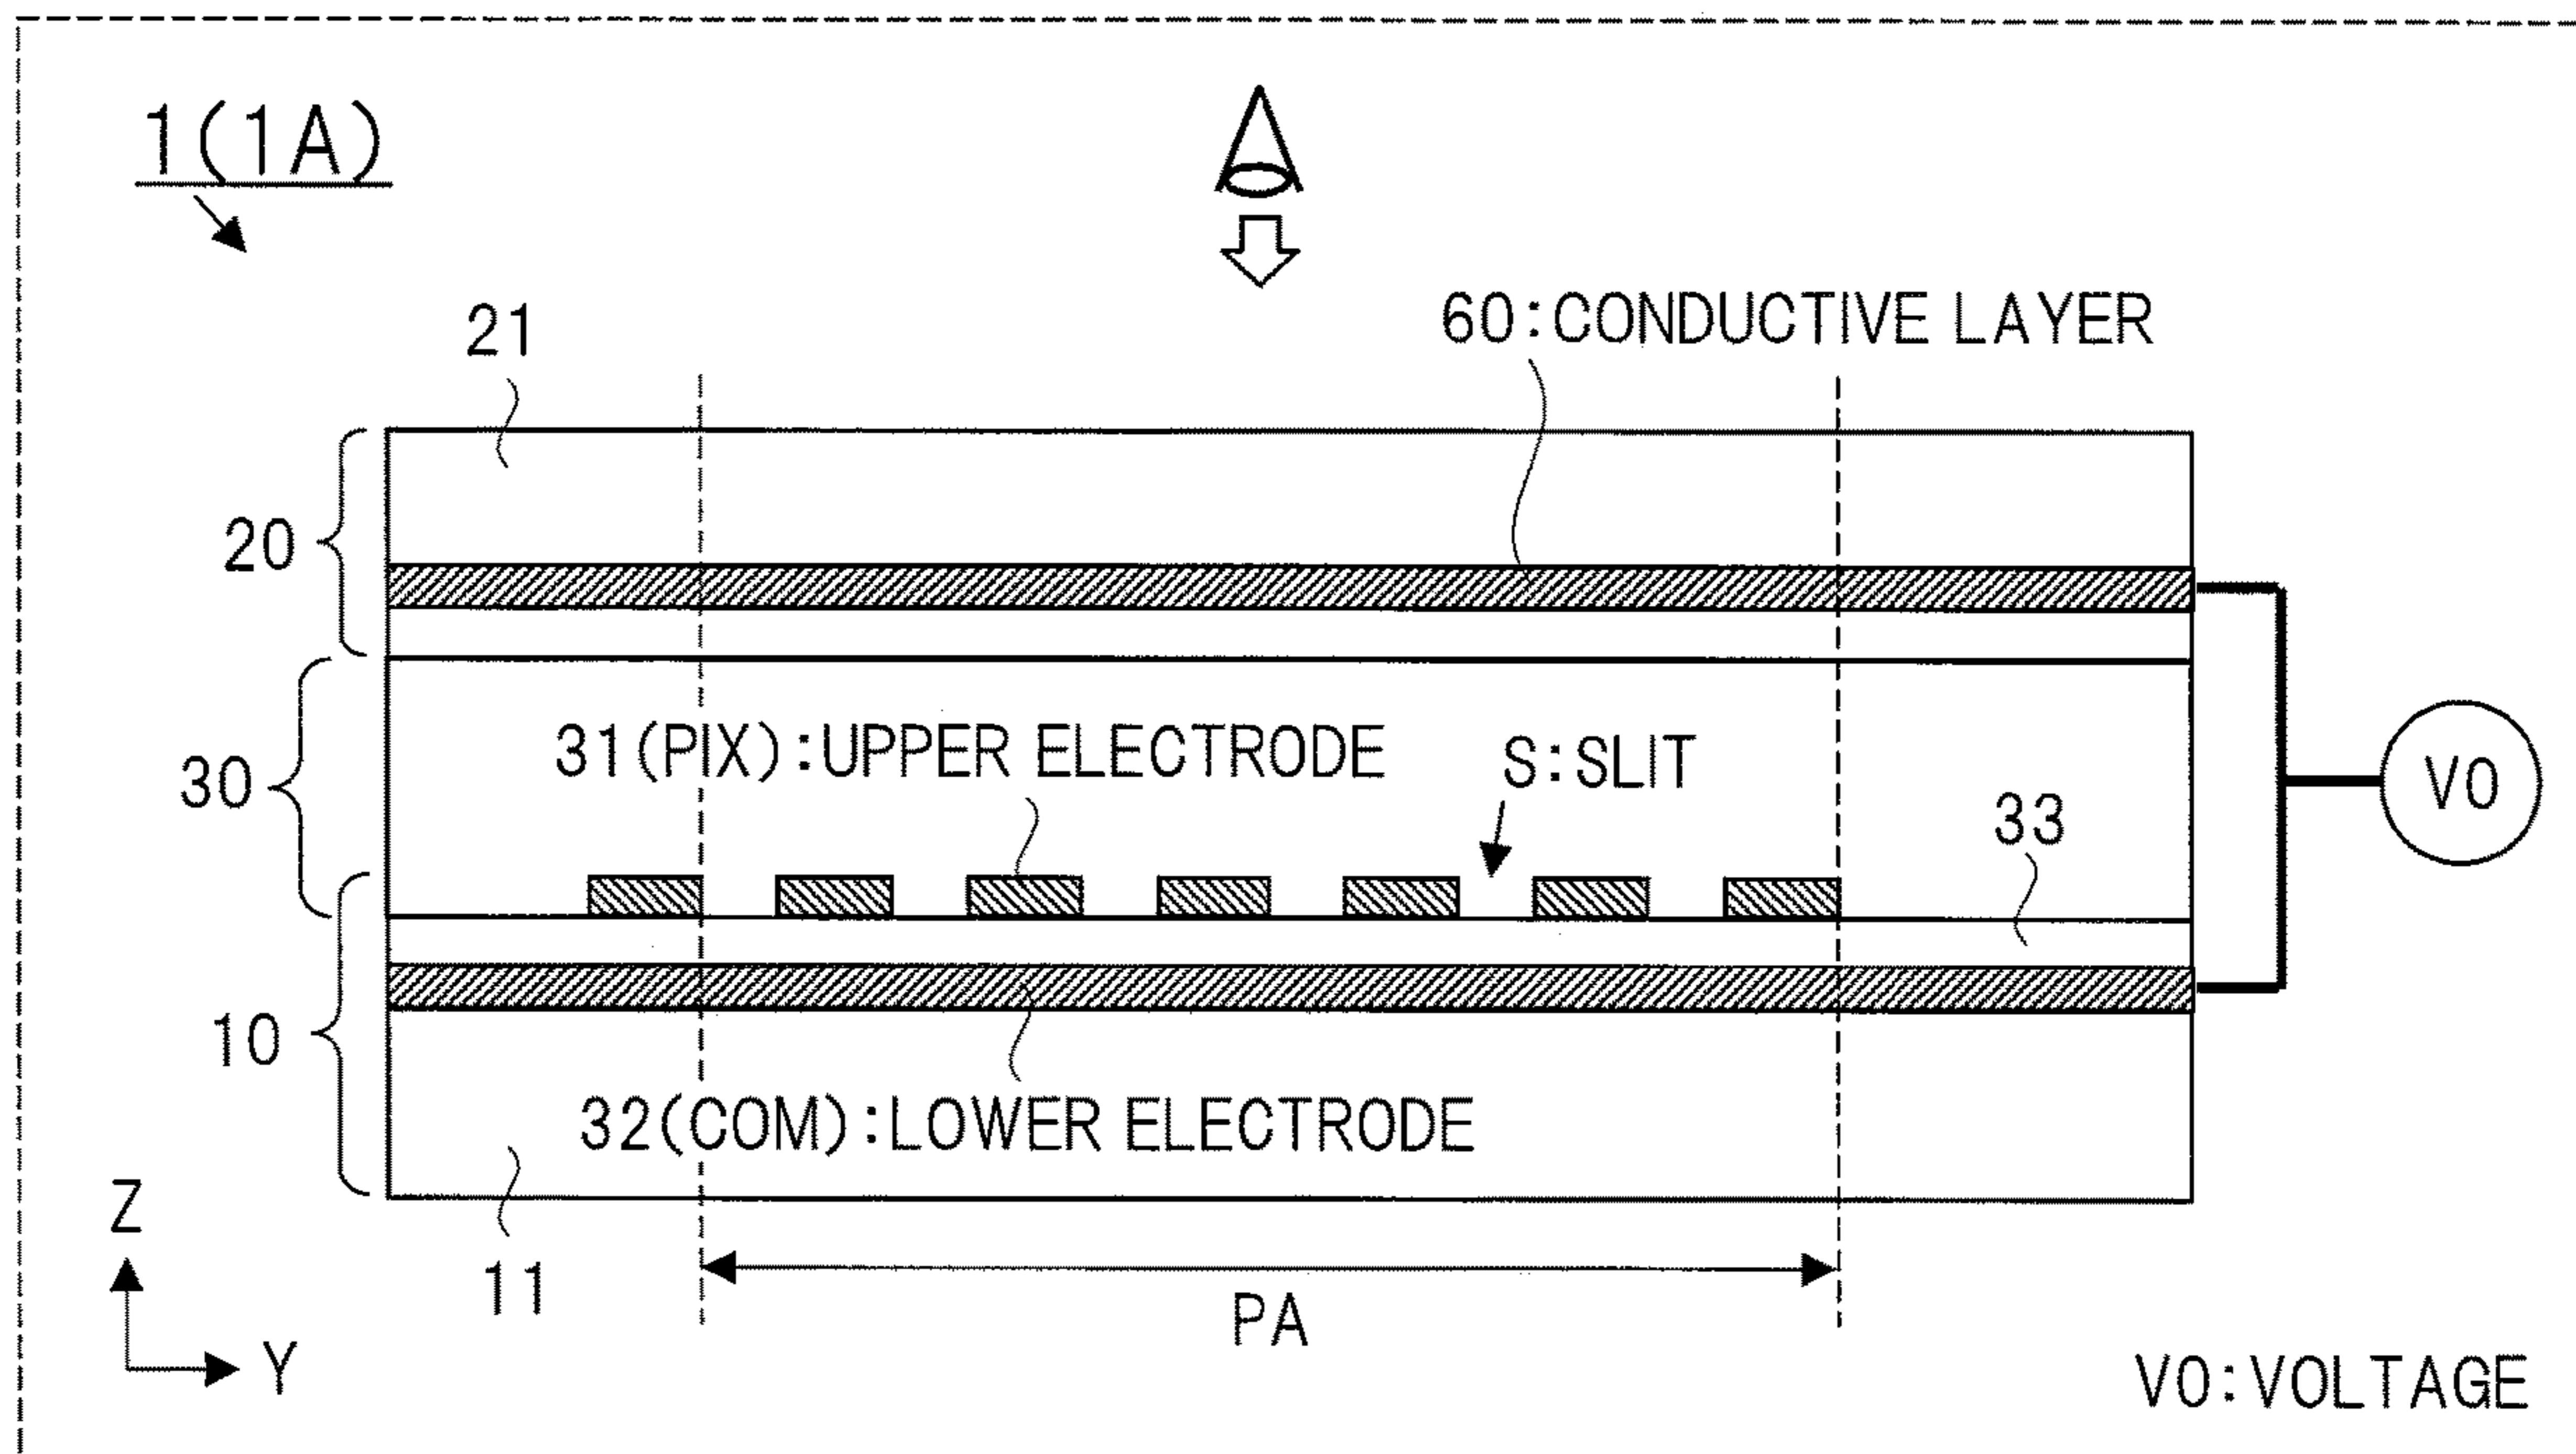 1(1A)
21
60:CONDUCTIVE LAYER
20
31(PIX):UPPER ELECTRODE
S:SLIT
30
33
V0
10
32(COM):LOWER ELECTRODE
Z
11
PA
Y
V0:VOLTAGE